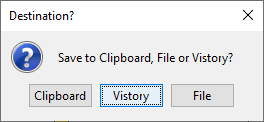 Destination?
Save to Clipboard, File or Vistory?
Clipboard Vistory File